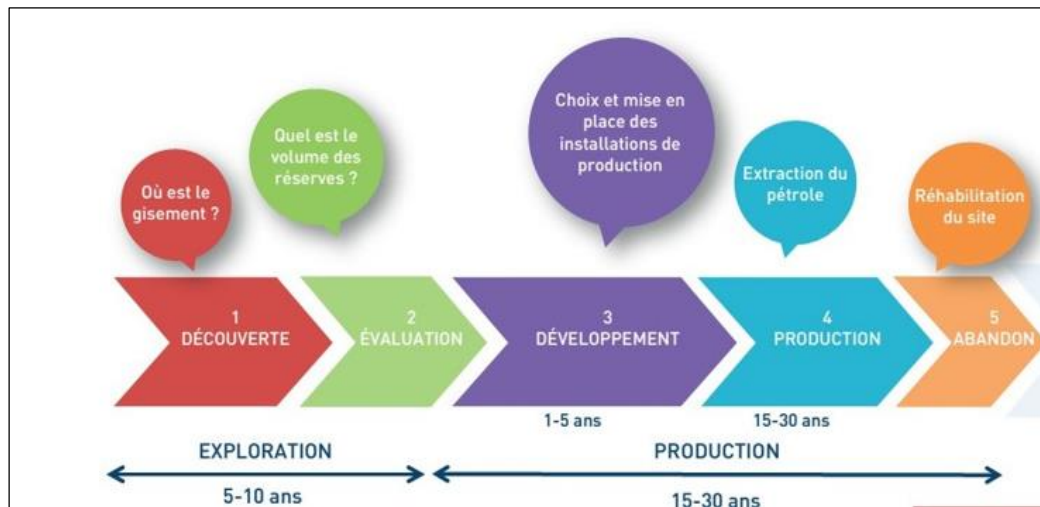 Où est le
gisement ?
Quel est le
volume des
réserves ?
Choix et mise en
place des
installations de
production
Extraction du
pétrole
Réhabilitation
du site
1
DÉCOUVERTE
2
ÉVALUATION
3
DÉVELOPPEMENT
4
PRODUCTION
5
ABANDON
1-5 ans
15-30 ans
EXPLORATION
5-10 ans
PRODUCTION
15-30 ans